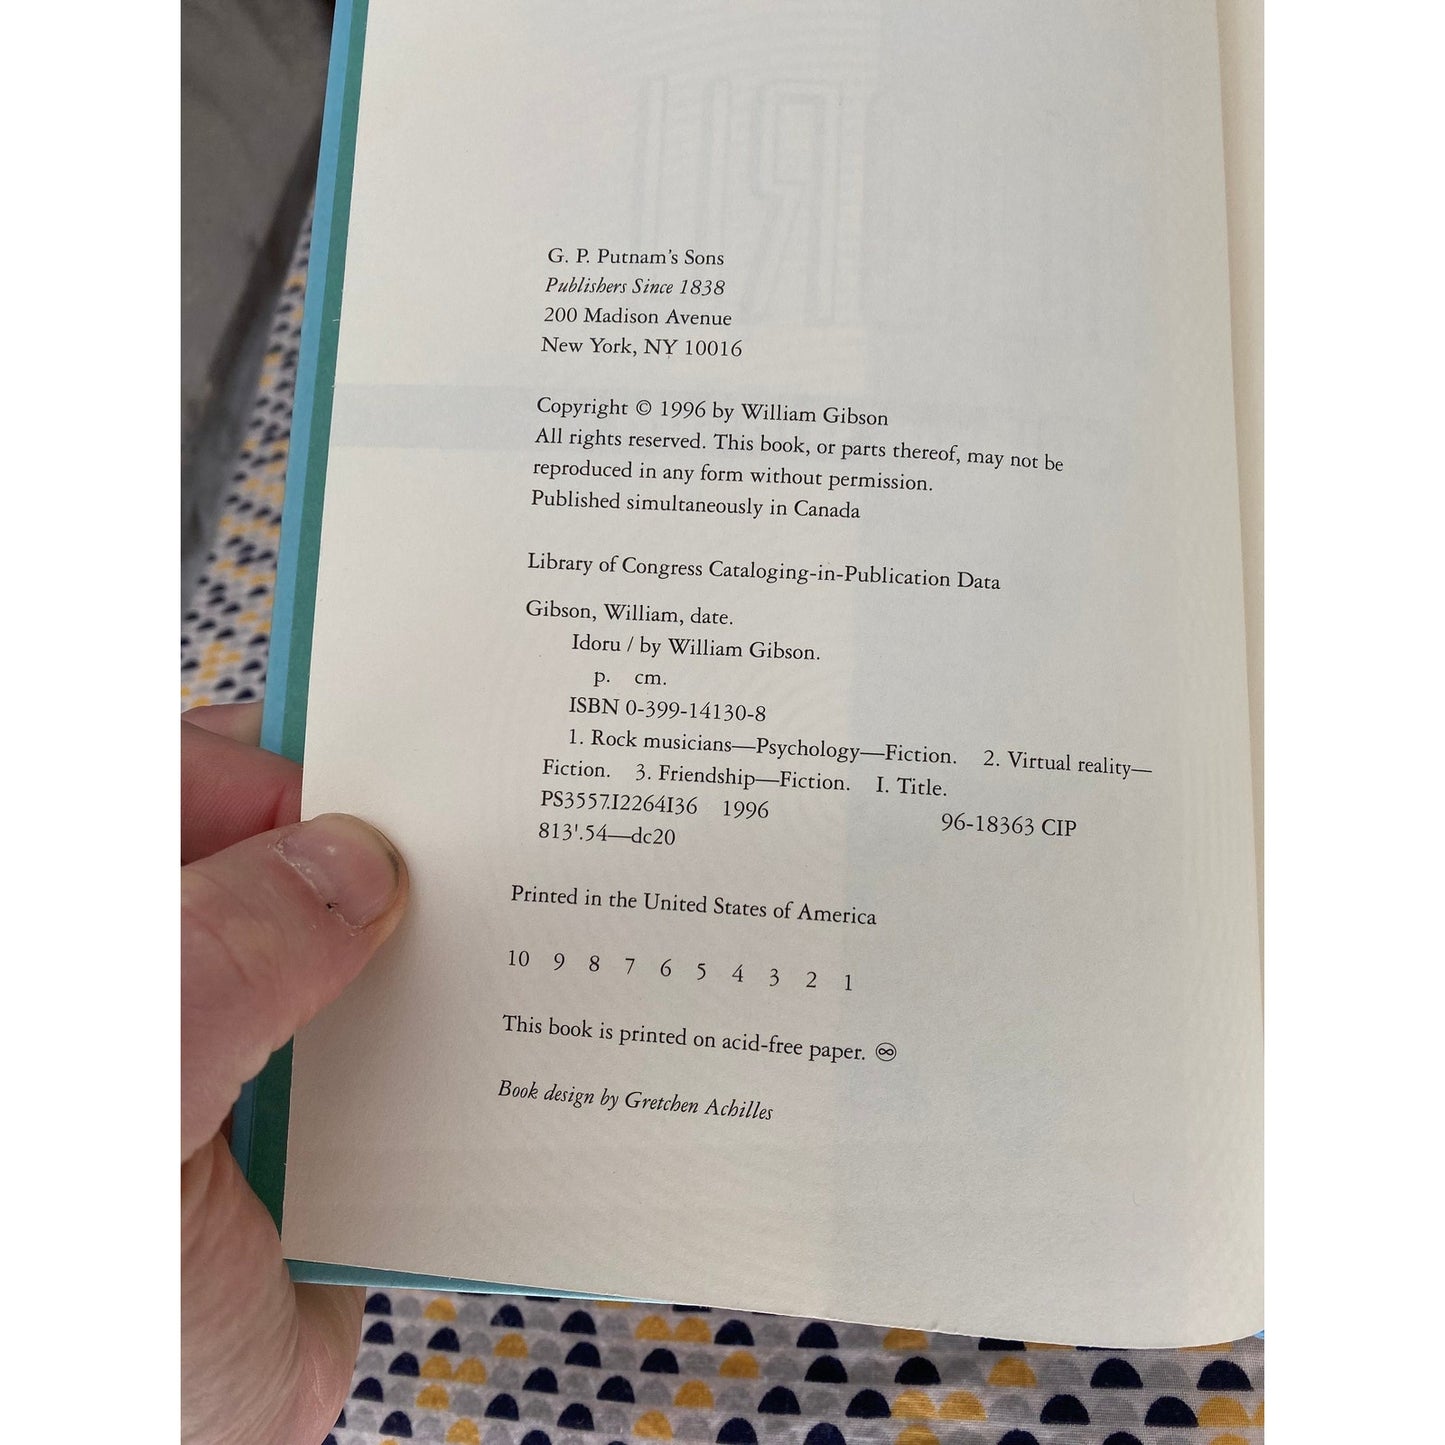 G. P. Putnam's Sons
Publishers Since 1838
200 Madison Avenue
New York, NY 10016
Copyright © 1996 by William Gibson
All rights reserved. This book, or parts thereof, may not be
reproduced in any form without permission.
Published simultaneously in Canada
Library of Congress Cataloging-in-Publication Data
Gibson, William, date.
Idoru / by William Gibson.
p. cm.
ISBN 0-399-14130-8
1. Rock musicians—Psychology—Fiction. 2. Virtual reality—
Fiction. 3. Friendship—Fiction. I. Title.
PS3557.I2264I36 1996 96-18363 CIP
813'.54—dc20
Printed in the United States of America
10 9 8 7 6 5 4 3 2 1
This book is printed on acid-free paper. ♾
Book design by Gretchen Achilles